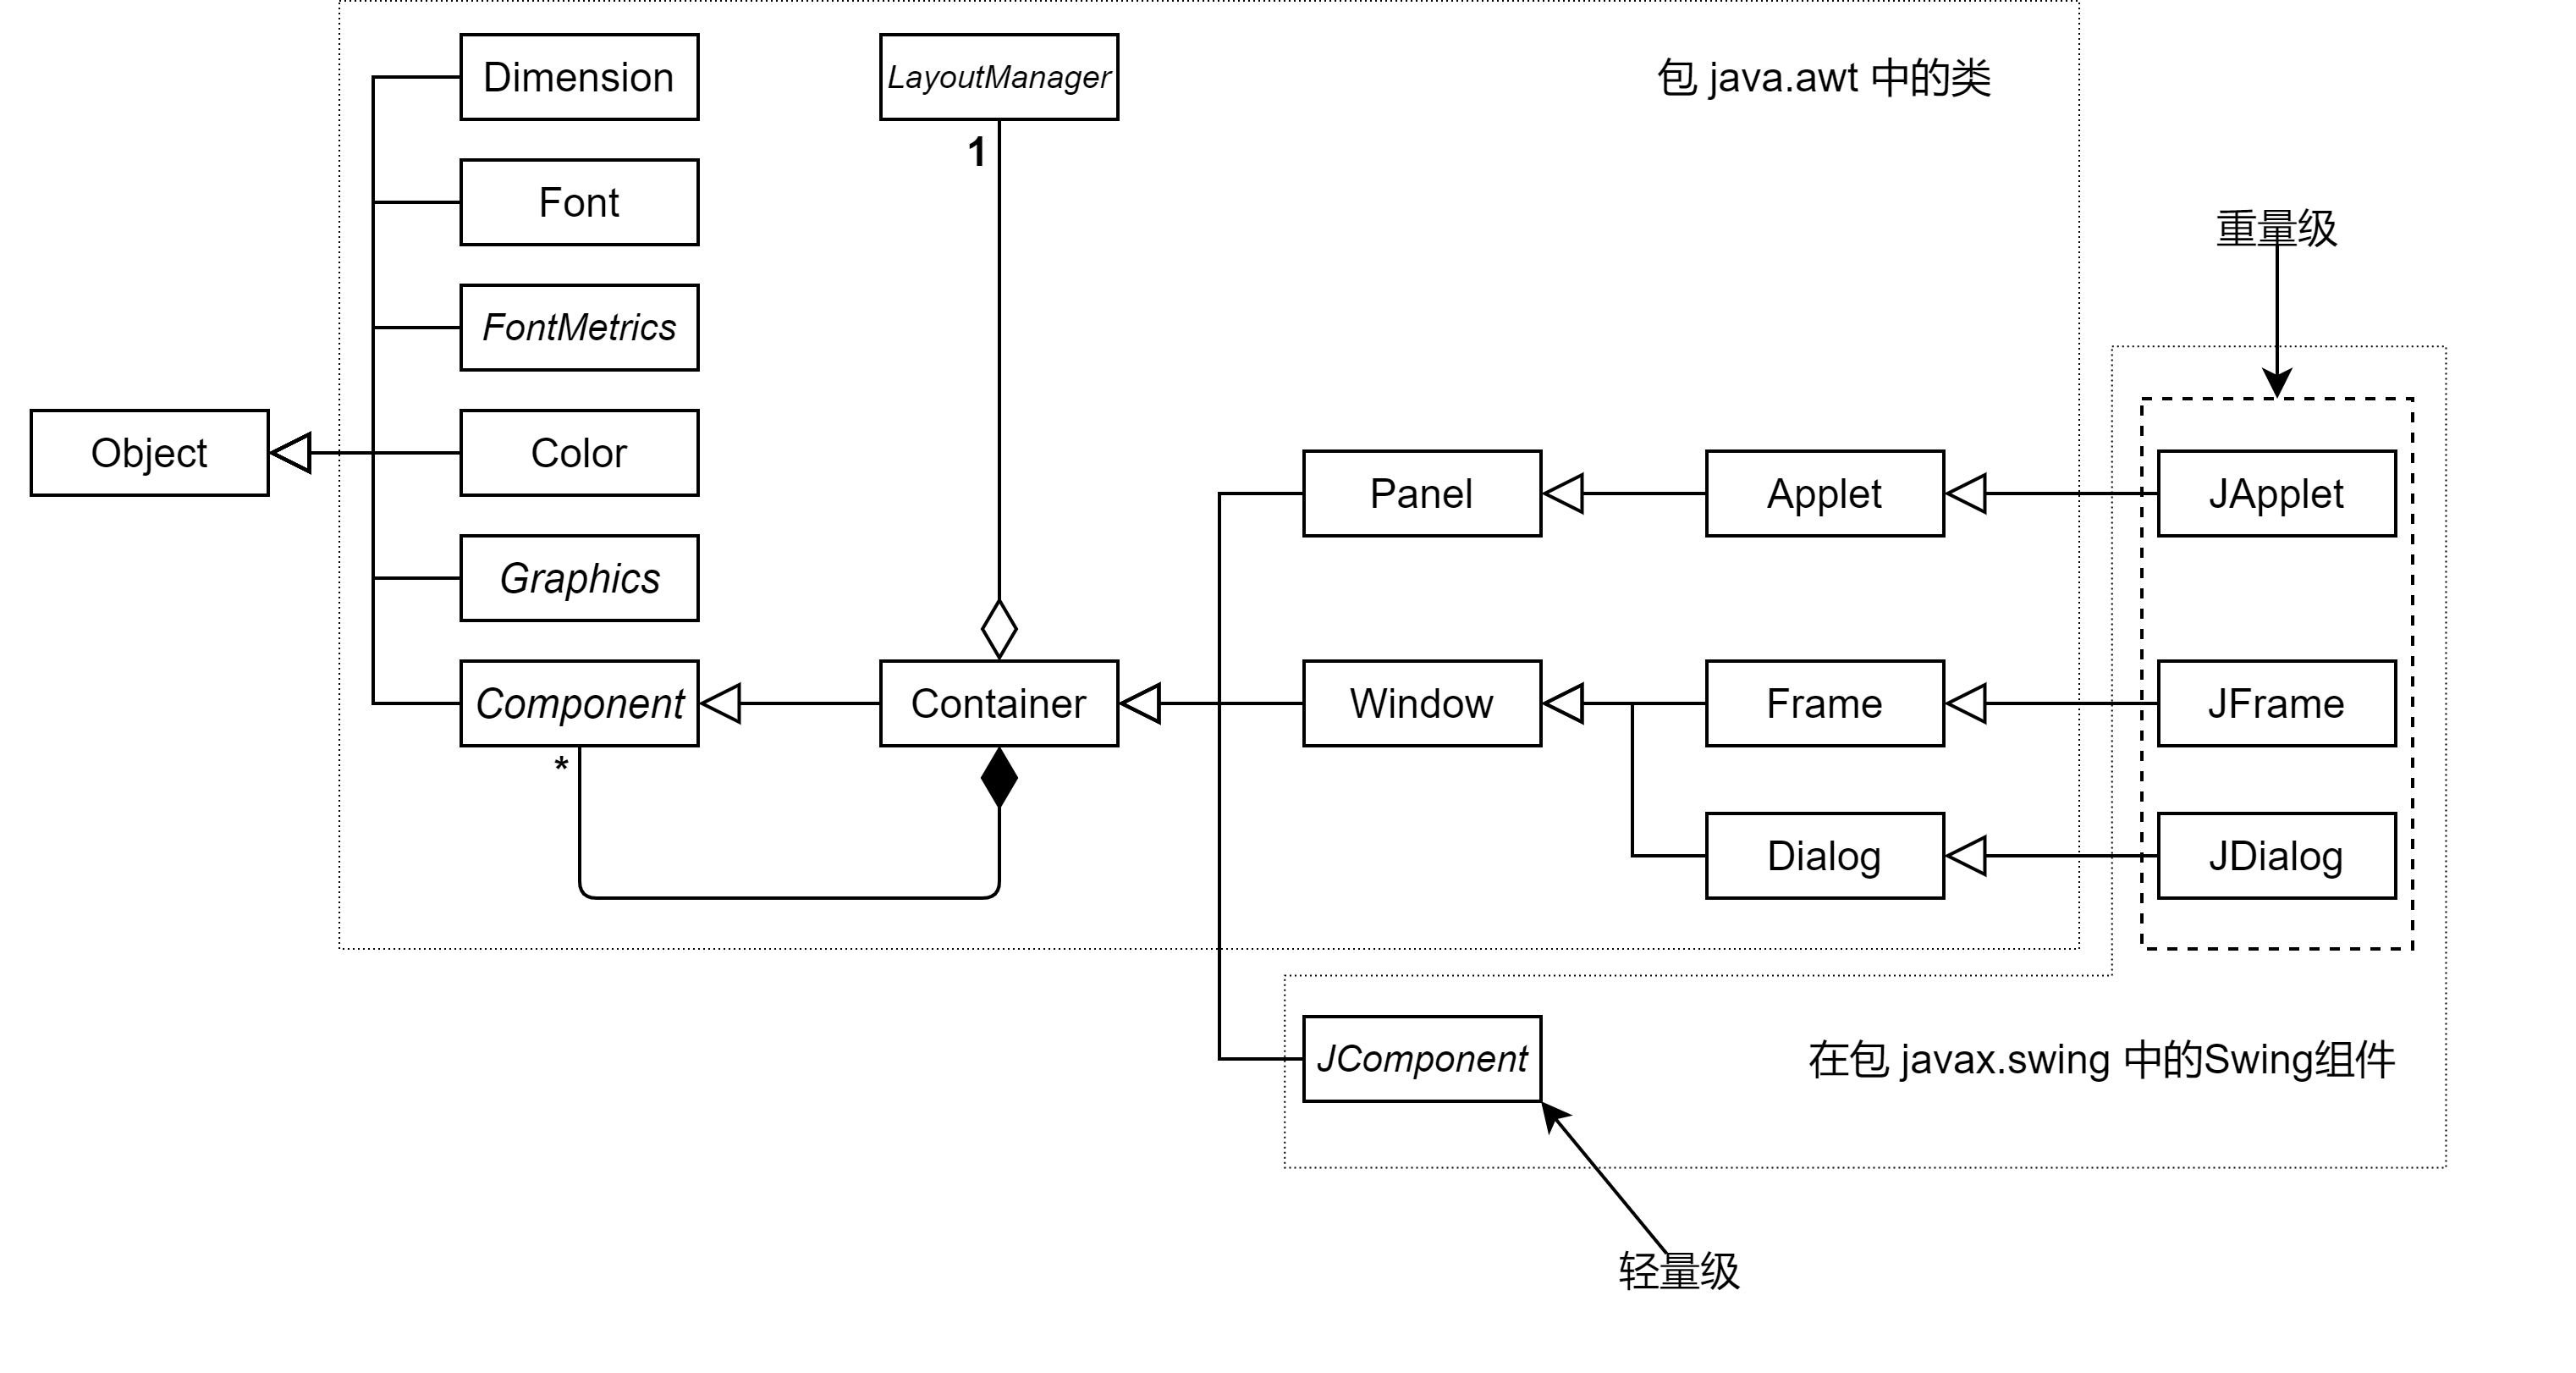 Dimension
LayoutManager
包 java.awt 中的类
1
Font
重量级
FontMetrics
Object
Color
Panel
Applet
JApplet
Graphics
Component
Container
Window
Frame
JFrame
*
Dialog
JDialog
JComponent
在包 javax.swing 中的Swing组件
轻量级